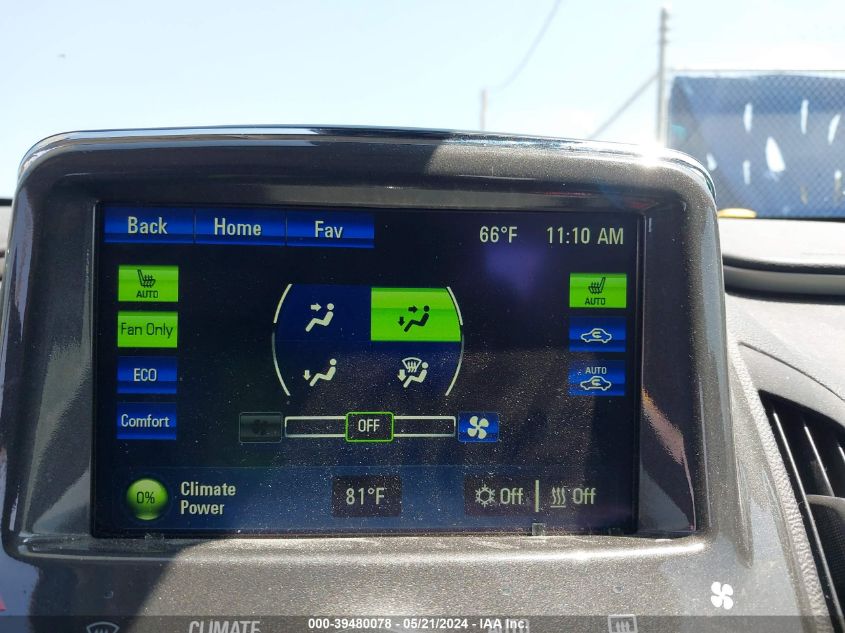 Back Home Fav 66°F 11:10 AM
AUTO AUTO
Fan Only
ECO AUTO
Comfort OFF
0% Climate Power 81°F Off Off
CLIMATE AUTO
000-39480078 - 05/21/2024 - IAA Inc.